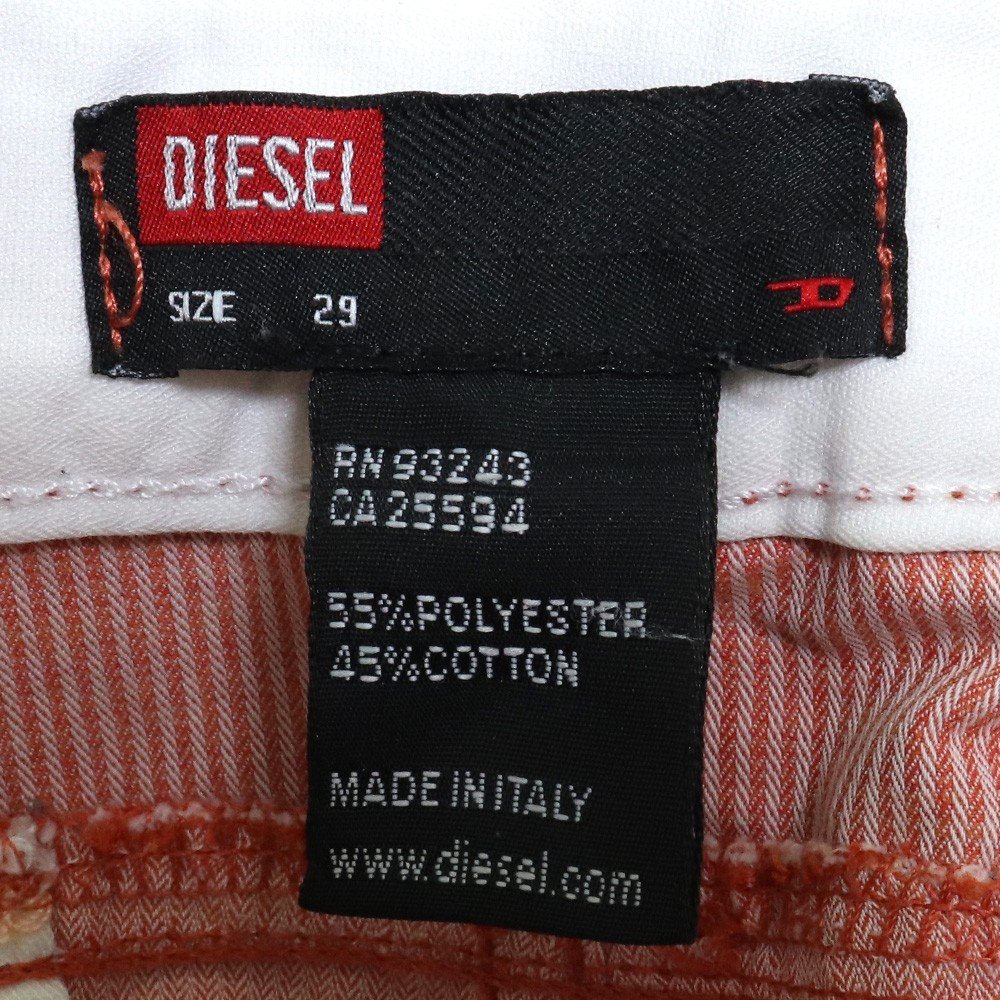 DIESEL
SIZE 29
RN 93243
CA 25594
55%POLYESTER
45%COTTON
MADE IN ITALY
www.diesel.com